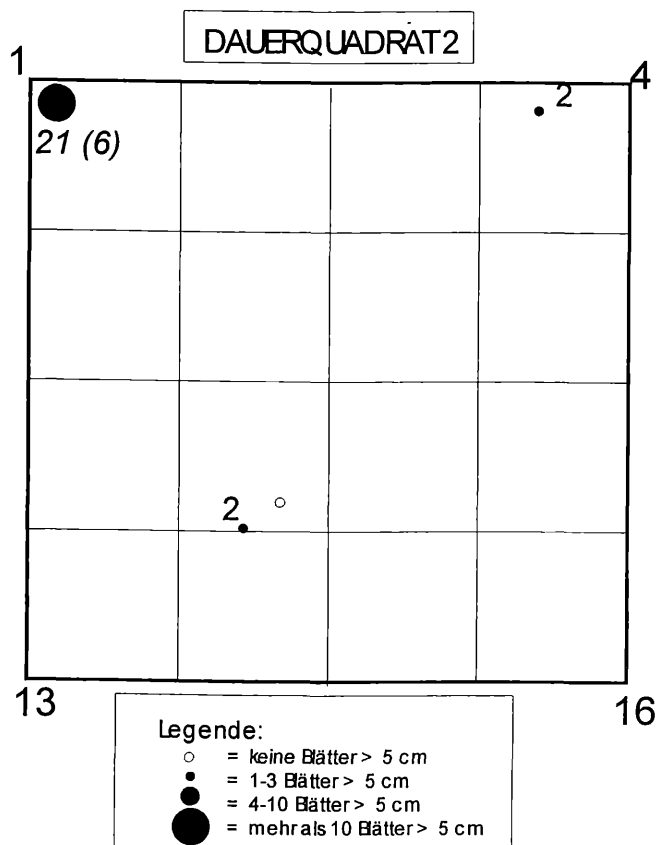 DAUERQUADRAT 2
1
4
2
21 (6)
2
13
16
Legende:
= keine Blätter > 5 cm
= 1-3 Blätter > 5 cm
= 4-10 Blätter > 5 cm
= mehr als 10 Blätter > 5 cm